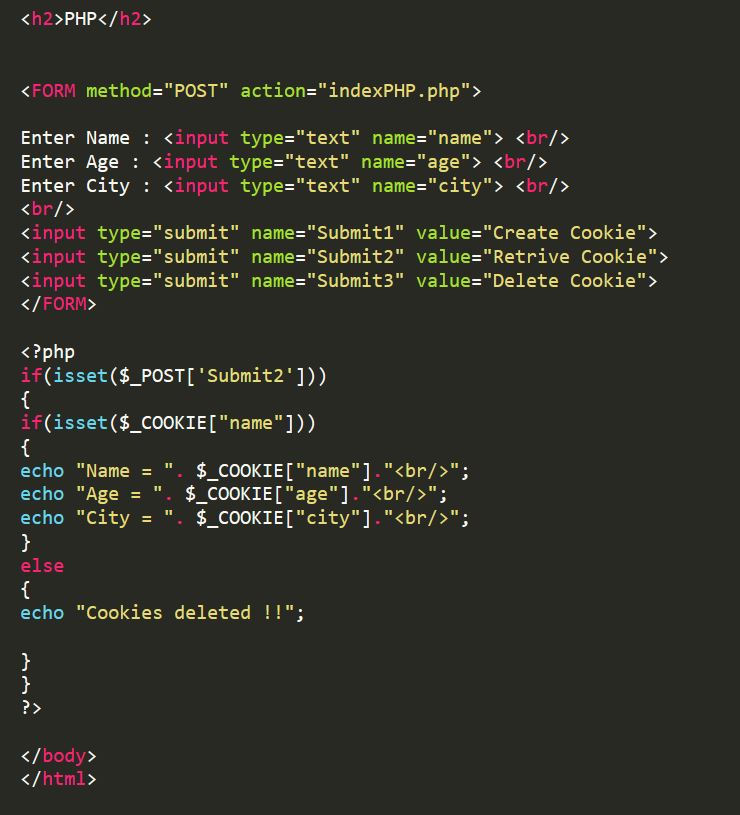 <h2>PHP</h2>
<FORM method="POST" action="indexPHP.php">
Enter Name : <input type="text" name="name"> <br/>
Enter Age : <input type="text" name="age"> <br/>
Enter City : <input type="text" name="city"> <br/>
<br/>
<input type="submit" name="Submit1" value="Create Cookie">
<input type="submit" name="Submit2" value="Retrive Cookie">
<input type="submit" name="Submit3" value="Delete Cookie">
</FORM>
<?php
if(isset($_POST['Submit2']))
{
if(isset($_COOKIE["name"]))
{
echo "Name = ". $_COOKIE["name"]."<br/>";
echo "Age = ". $_COOKIE["age"]."<br/>";
echo "City = ". $_COOKIE["city"]."<br/>";
}
else
{
echo "Cookies deleted !!";
}
}
?>
</body>
</html>